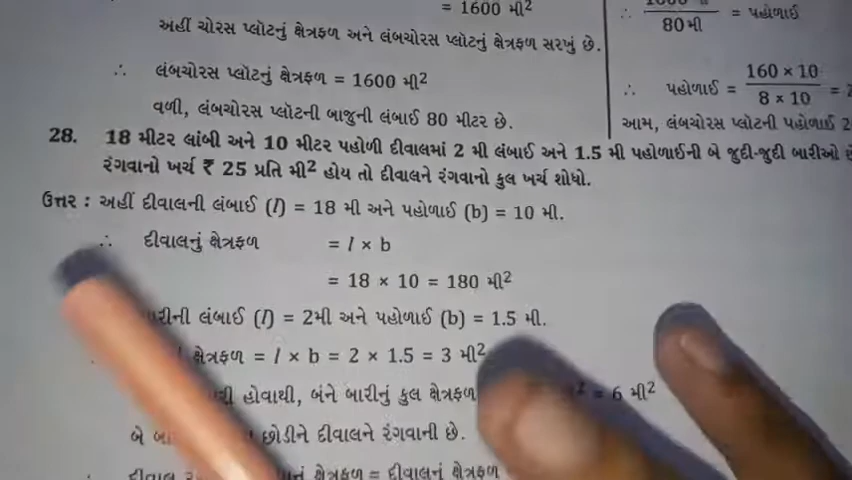 = 1600 મી²
અહીં ચોરસ પ્લૉટનું ક્ષેત્રફળ અને લંબચોરસ પ્લૉટનું ક્ષેત્રફળ સરખું છે.
∴ લંબચોરસ પ્લૉટનું ક્ષેત્રફળ = 1600 મી²
વળી, લંબચોરસ પ્લૉટની બાજુની લંબાઈ 80 મીટર છે.
∴ 80 મી = પહોળાઈ
∴ પહોળાઈ = 160 × 10 / 8 × 10 =
આમ, લંબચોરસ પ્લૉટની પહોળાઈ 2
28. 18 મીટર લાંબી અને 10 મીટર પહોળી દીવાલમાં 2 મી લંબાઈ અને 1.5 મી પહોળાઈની બે જુદી-જુદી બારીઓ
રંગવાનો ખર્ચ ₹ 25 પ્રતિ મી² હોય તો દીવાલને રંગવાનો કુલ ખર્ચ શોધો.
ઉત્તર : અહીં દીવાલની લંબાઈ (l) = 18 મી અને પહોળાઈ (b) = 10 મી.
∴ દીવાલનું ક્ષેત્રફળ = l × b
= 18 × 10 = 180 મી²
લંબાઈ (l) = 2મી અને પહોળાઈ (b) = 1.5 મી.
ક્ષેત્રફળ = l × b = 2 × 1.5 = 3 મી²
હોવાથી, બંને બારીનું કુલ ક્ષેત્રફળ = 6 મી²
બે છોડીને દીવાલને રંગવાની છે.
દીવાલ ક્ષેત્રફળ = દીવાલનું ક્ષેત્રફળ